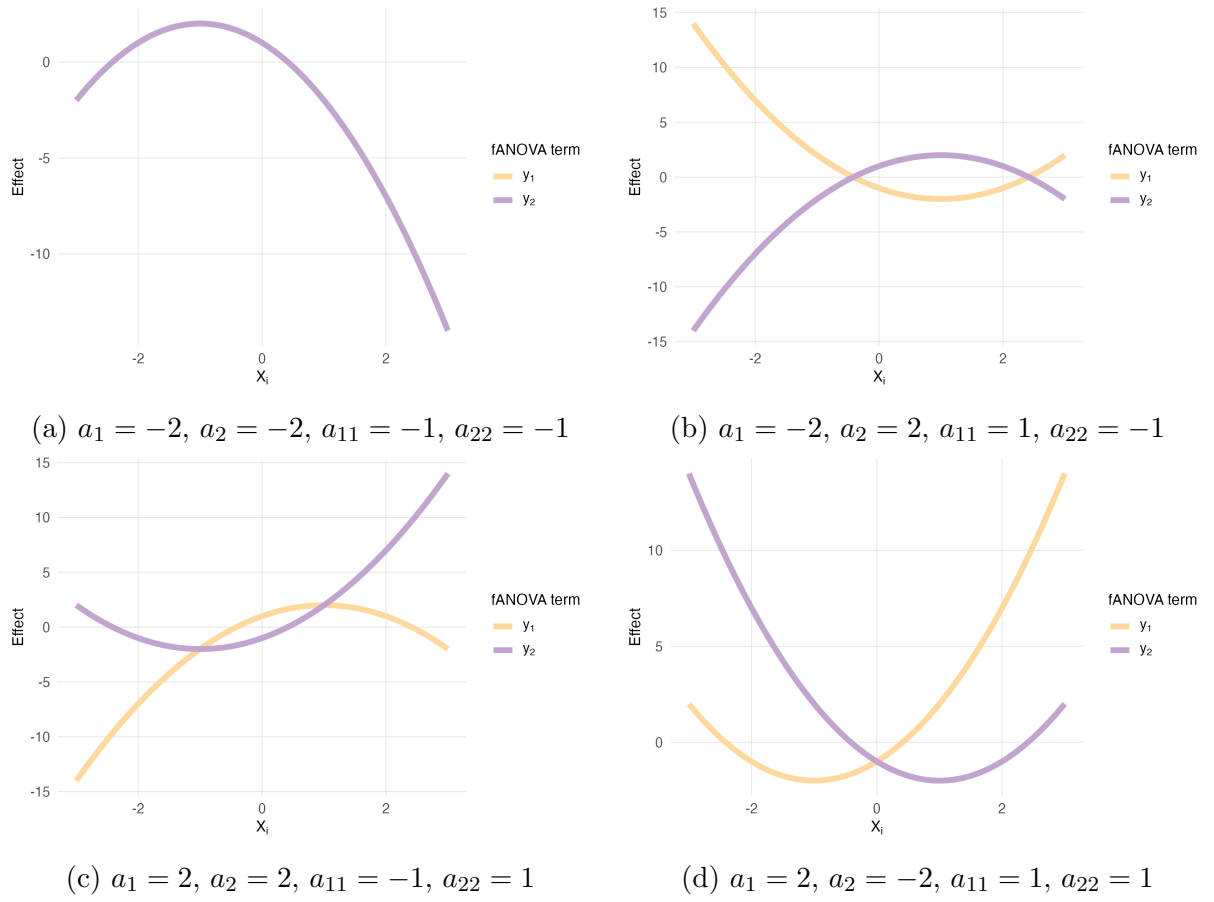 0
-5
-10
-2
0
2
Effect
Xᵢ
fANOVA term
y₁
y₂
(a) a₁ = −2, a₂ = −2, a₁₁ = −1, a₂₂ = −1
15
10
5
0
-5
-10
-15
-2
0
2
Effect
Xᵢ
fANOVA term
y₁
y₂
(b) a₁ = −2, a₂ = 2, a₁₁ = 1, a₂₂ = −1
15
10
5
0
-5
-10
-15
-2
0
2
Effect
Xᵢ
fANOVA term
y₁
y₂
(c) a₁ = 2, a₂ = 2, a₁₁ = −1, a₂₂ = 1
10
5
0
-2
0
2
Effect
Xᵢ
fANOVA term
y₁
y₂
(d) a₁ = 2, a₂ = −2, a₁₁ = 1, a₂₂ = 1